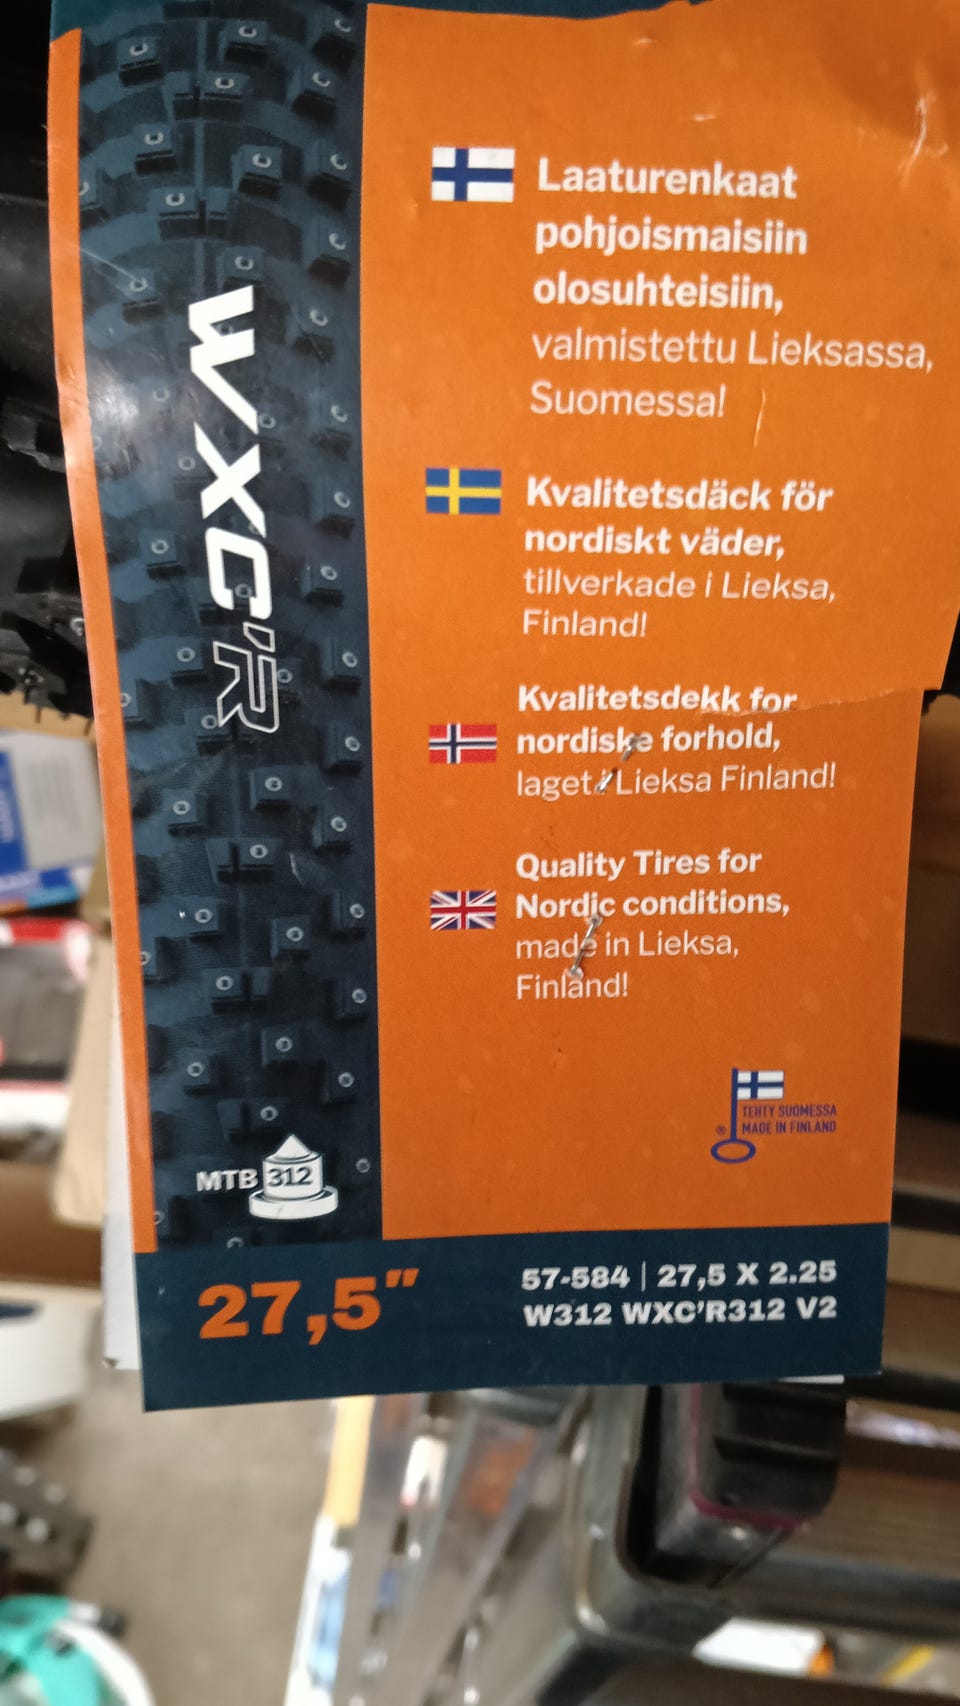 Laaturenkaat
pohjoismaisiin
olosuhteisiin,
valmistettu Lieksassa,
Suomessa!
Kvalitetsdäck för
nordiskt väder,
tillverkade i Lieksa,
Finland!
Kvalitetsdekk for
nordiske forhold,
laget i Lieksa Finland!
Quality Tires for
Nordic conditions,
made in Lieksa,
Finland!
WXC'R
MTB 312
® TEHTY SUOMESSA
MADE IN FINLAND
27,5"
57-584 | 27,5 X 2.25
W312 WXC'R312 V2